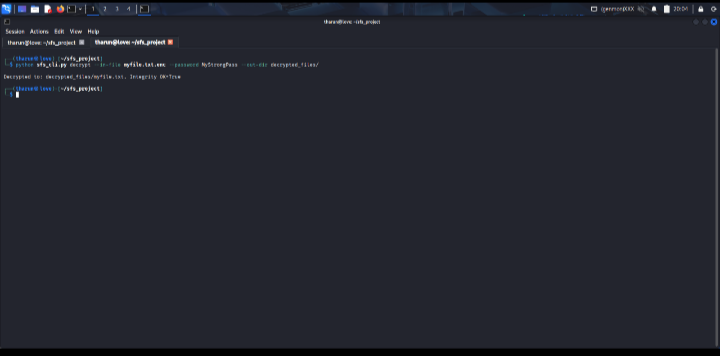 1 2 3 4
20:04
tharun@love: ~/sfs_project
Session Actions Edit View Help
tharun@love: ~/sfs_project tharun@love: ~/sfs_project
(tharun㉿love)-[~/sfs_project]
$ python sfs_cli.py decrypt --in-file myfile.txt.enc --password MyStrongPass --out-dir decrypted_files/
Decrypted to: decrypted_files/myfile.txt. Integrity OK=True
(tharun㉿love)-[~/sfs_project]
$